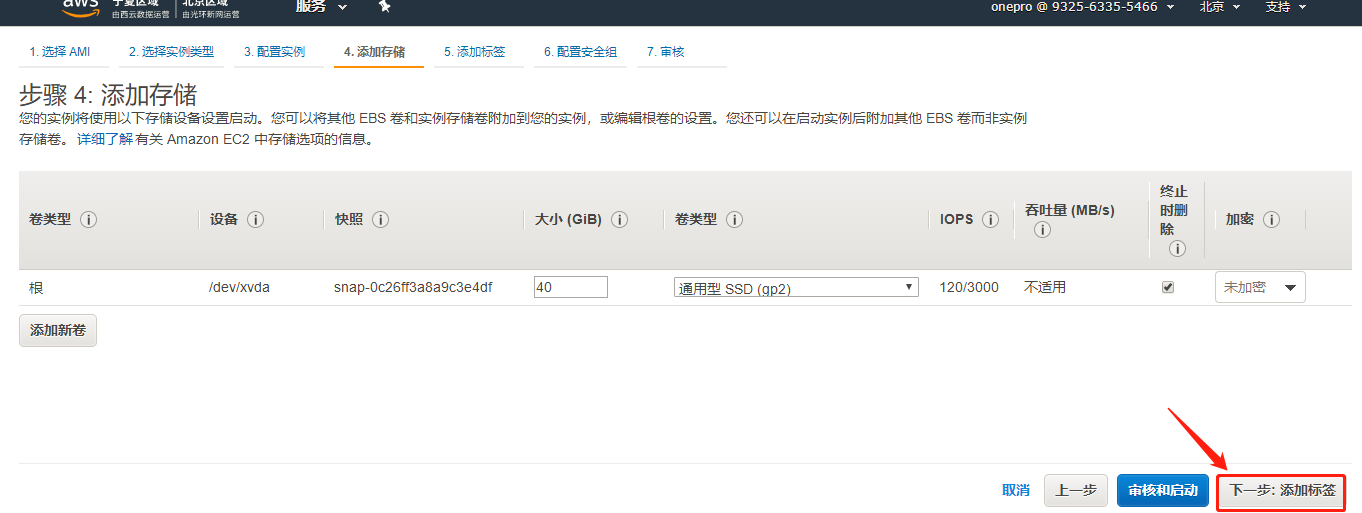 aws
宁夏区域
由西云数据运营
北京区域
由光环新网运营
服务
onepro @ 9325-6335-5466
北京
支持
1. 选择 AMI
2. 选择实例类型
3. 配置实例
4. 添加存储
5. 添加标签
6. 配置安全组
7. 审核
步骤 4: 添加存储
您的实例将使用以下存储设备设置启动。您可以将其他 EBS 卷和实例存储卷附加到您的实例，或编辑根卷的设置。您还可以在启动实例后附加其他 EBS 卷而非实例
存储卷。 详细了解 有关 Amazon EC2 中存储选项的信息。
卷类型
设备
快照
大小 (GiB)
卷类型
IOPS
吞吐量 (MB/s)
终止
时删
除
加密
根
/dev/xvda
snap-0c26ff3a8a9c3e4df
40
通用型 SSD (gp2)
120/3000
不适用
未加密
添加新卷
取消
上一步
审核和启动
下一步: 添加标签